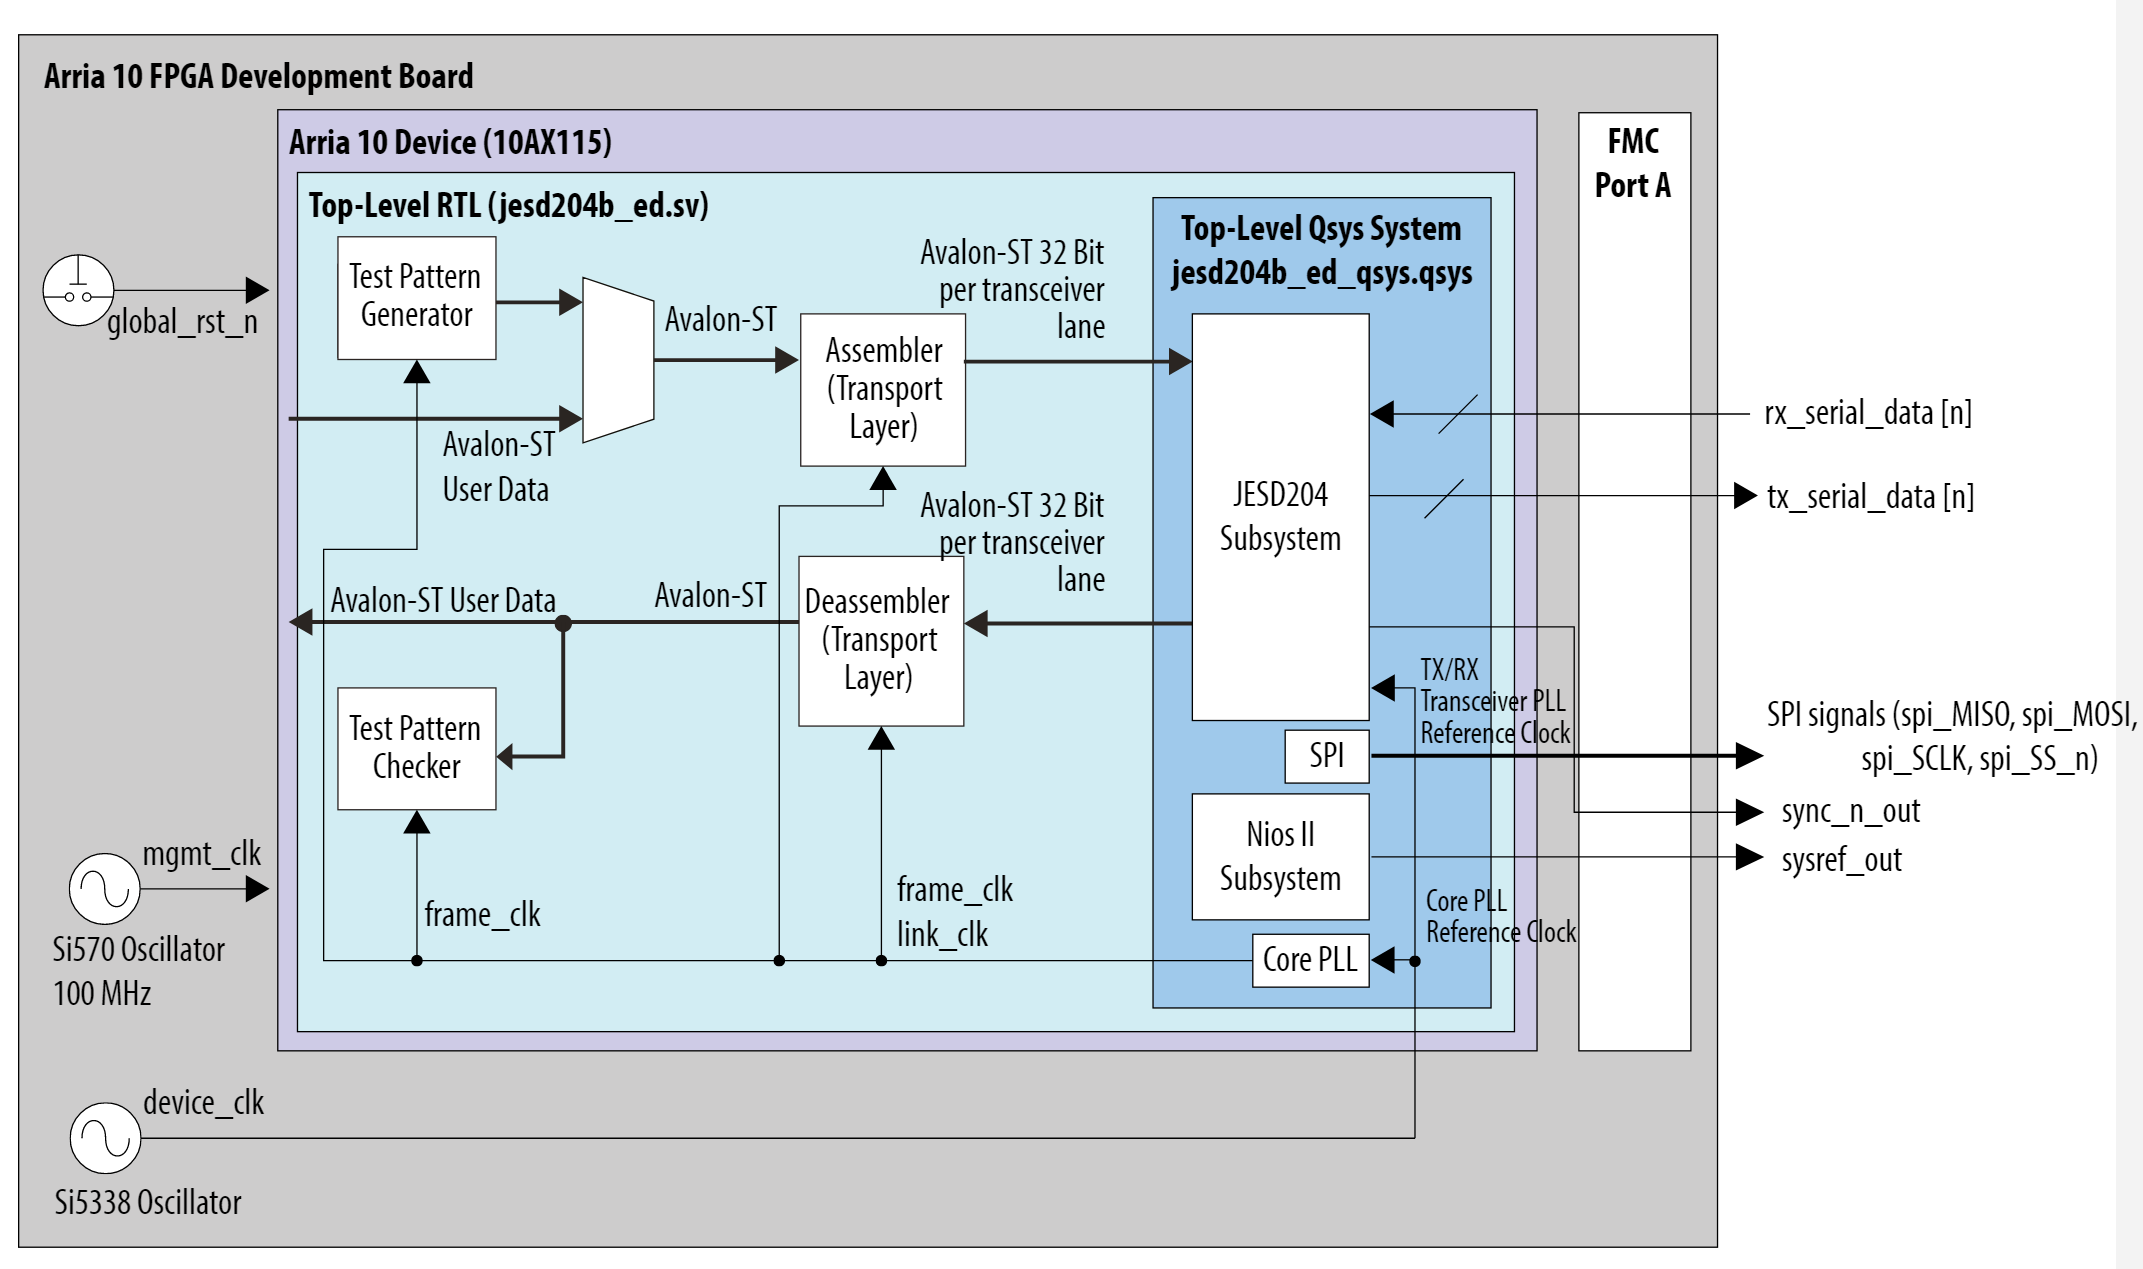 Arria 10 FPGA Development Board
Arria 10 Device (10AX115)
FMC
Port A
Top-Level RTL (jesd204b_ed.sv)
Top-Level Qsys System
jesd204b_ed_qsys.qsys
Test Pattern
Generator
Avalon-ST 32 Bit
per transceiver
lane
global_rst_n
Avalon-ST
Assembler
(Transport
Layer)
rx_serial_data [n]
Avalon-ST
User Data
JESD204
Subsystem
tx_serial_data [n]
Avalon-ST 32 Bit
per transceiver
lane
Avalon-ST User Data
Avalon-ST
Deassembler
(Transport
Layer)
TX/RX
Transceiver PLL
Reference Clock
Test Pattern
Checker
SPI
SPI signals (spi_MISO, spi_MOSI,
spi_SCLK, spi_SS_n)
sync_n_out
Nios II
Subsystem
sysref_out
mgmt_clk
Si570 Oscillator
100 MHz
frame_clk
frame_clk
link_clk
Core PLL
Reference Clock
Core PLL
device_clk
Si5338 Oscillator